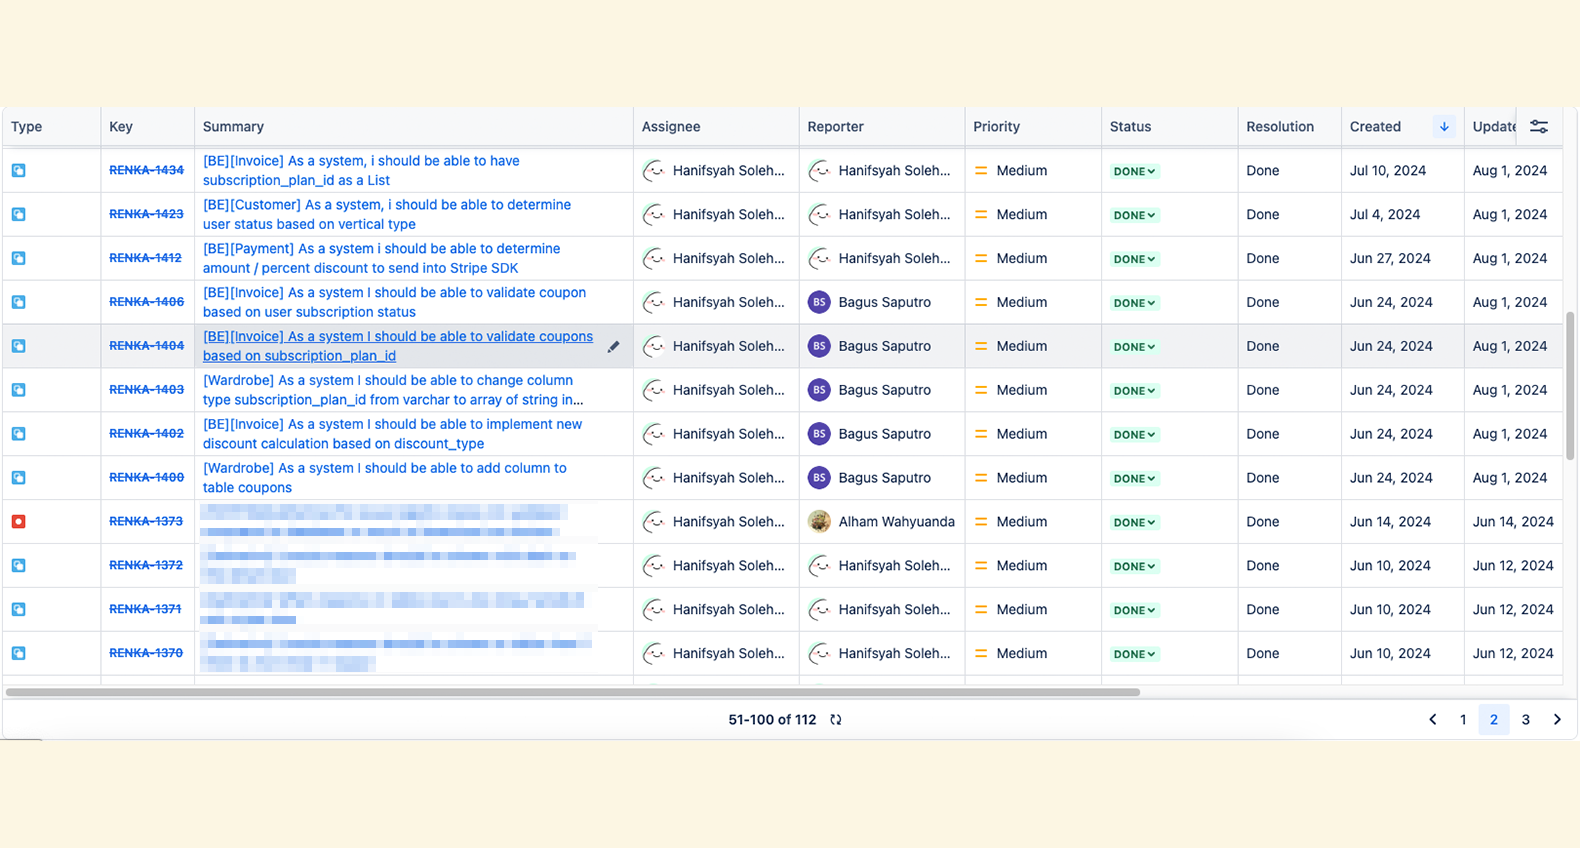 Type Key Summary Assignee Reporter Priority Status Resolution Created Update
RENKA-1434 [BE][Invoice] As a system, i should be able to have Hanifsyah Soleh... Hanifsyah Soleh... Medium DONE Done Jul 10, 2024 Aug 1, 2024
subscription_plan_id as a List
RENKA-1423 [BE][Customer] As a system, i should be able to determine Hanifsyah Soleh... Hanifsyah Soleh... Medium DONE Done Jul 4, 2024 Aug 1, 2024
user status based on vertical type
RENKA-1412 [BE][Payment] As a system i should be able to determine Hanifsyah Soleh... Hanifsyah Soleh... Medium DONE Done Jun 27, 2024 Aug 1, 2024
amount / percent discount to send into Stripe SDK
RENKA-1406 [BE][Invoice] As a system I should be able to validate coupon Hanifsyah Soleh... BS Bagus Saputro Medium DONE Done Jun 24, 2024 Aug 1, 2024
based on user subscription status
RENKA-1404 [BE][Invoice] As a system I should be able to validate coupons Hanifsyah Soleh... BS Bagus Saputro Medium DONE Done Jun 24, 2024 Aug 1, 2024
based on subscription_plan_id
RENKA-1403 [Wardrobe] As a system I should be able to change column Hanifsyah Soleh... BS Bagus Saputro Medium DONE Done Jun 24, 2024 Aug 1, 2024
type subscription_plan_id from varchar to array of string in...
RENKA-1402 [BE][Invoice] As a system I should be able to implement new Hanifsyah Soleh... BS Bagus Saputro Medium DONE Done Jun 24, 2024 Aug 1, 2024
discount calculation based on discount_type
RENKA-1400 [Wardrobe] As a system I should be able to add column to Hanifsyah Soleh... BS Bagus Saputro Medium DONE Done Jun 24, 2024 Aug 1, 2024
table coupons
RENKA-1373 Hanifsyah Soleh... Alham Wahyuanda Medium DONE Done Jun 14, 2024 Jun 14, 2024
RENKA-1372 Hanifsyah Soleh... Hanifsyah Soleh... Medium DONE Done Jun 10, 2024 Jun 12, 2024
RENKA-1371 Hanifsyah Soleh... Hanifsyah Soleh... Medium DONE Done Jun 10, 2024 Jun 12, 2024
RENKA-1370 Hanifsyah Soleh... Hanifsyah Soleh... Medium DONE Done Jun 10, 2024 Jun 12, 2024
51-100 of 112 1 2 3